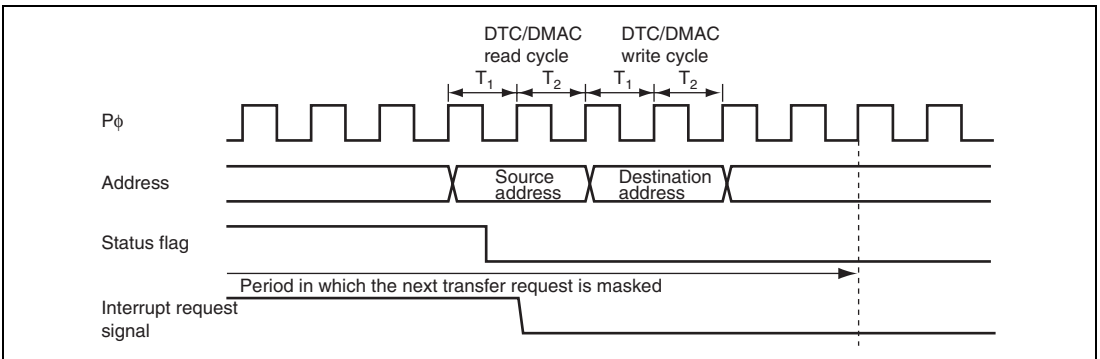 DTC/DMAC DTC/DMAC
read cycle write cycle
T1 T2 T1 T2
Pϕ
Address
Source Destination
address address
Status flag
Period in which the next transfer request is masked
Interrupt request
signal